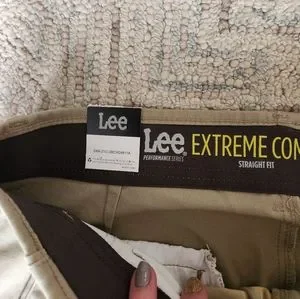 Lee
Lee
EXTREME COM
PERFORMANCE SERIES
STRAIGHT FIT